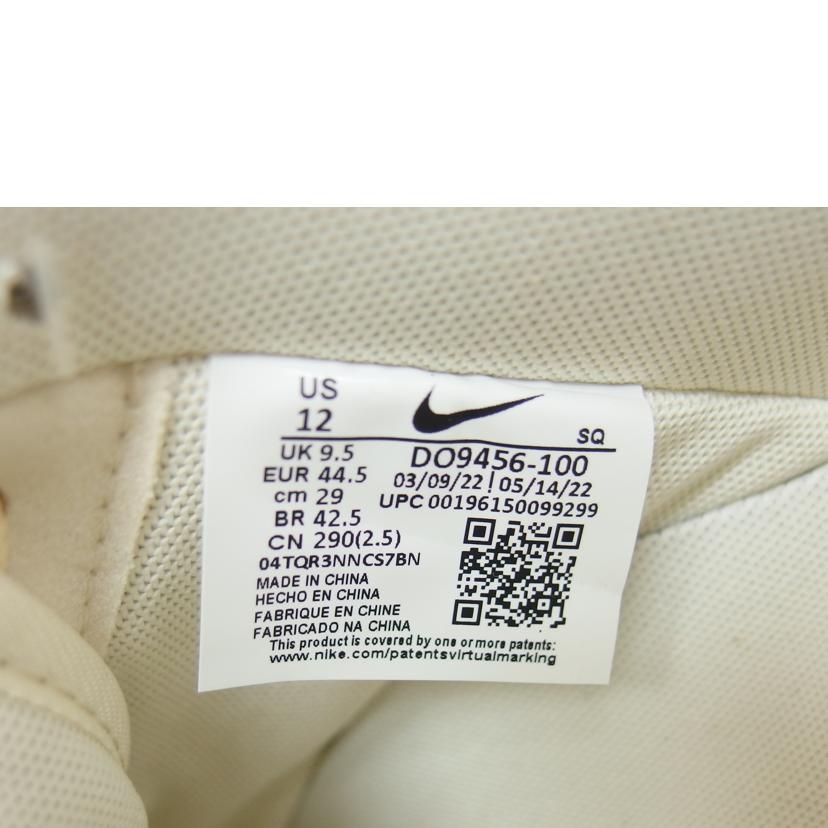 US
12
SQ
UK 9.5
EUR 44.5
cm 29
BR 42.5
CN 290(2.5)
04TQR3NNCS7BN
DO9456-100
03/09/22 | 05/14/22
UPC 00196150099299
MADE IN CHINA
HECHO EN CHINA
FABRIQUE EN CHINE
FABRICADO NA CHINA
This product is covered by one or more patents:
www.nike.com/patentsvirtualmarking